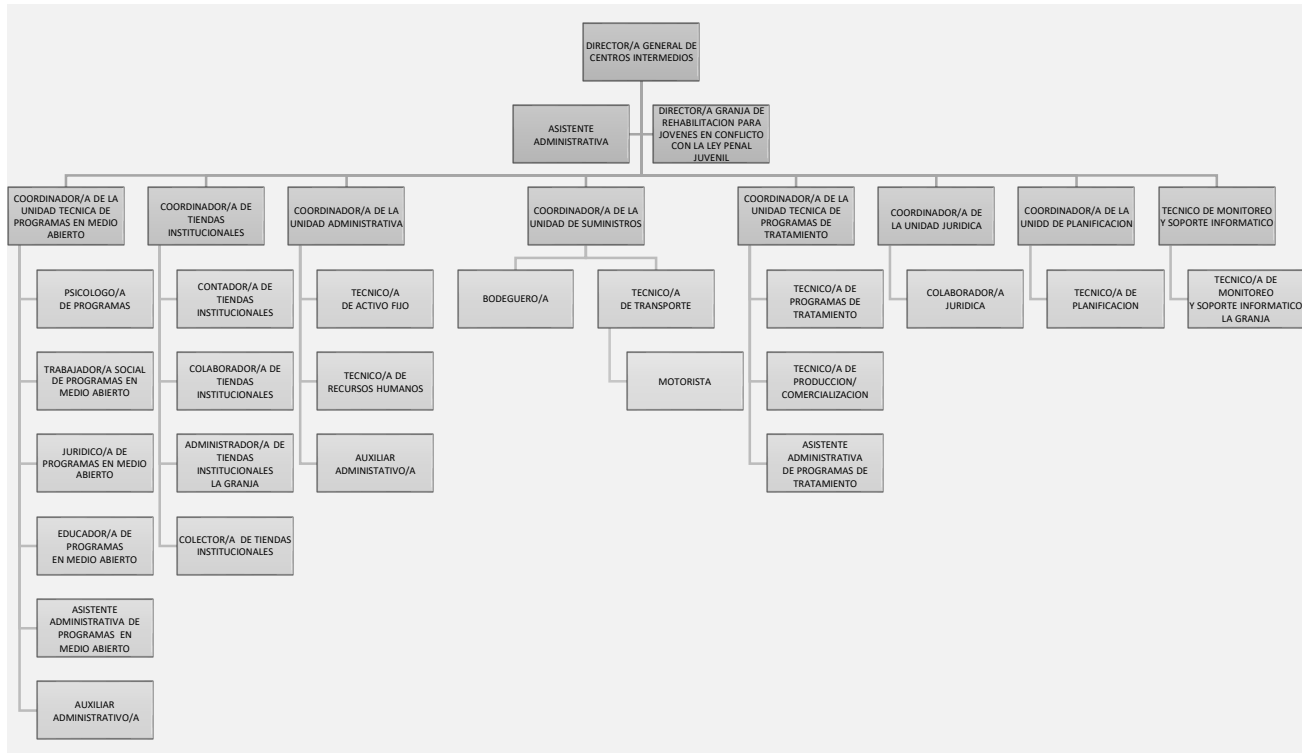 DIRECTOR/A GENERAL DE
CENTROS INTERMEDIOS
ASISTENTE
ADMINISTRATIVA
DIRECTOR/A GRANJA DE
REHABILITACION PARA
JOVENES EN CONFLICTO
CON LA LEY PENAL
JUVENIL
COORDINADOR/A DE LA
UNIDAD TECNICA DE
PROGRAMAS EN MEDIO
ABIERTO
COORDINADOR/A DE
TIENDAS
INSTITUCIONALES
COORDINADOR/A DE LA
UNIDAD ADMINISTRATIVA
COORDINADOR/A DE LA
UNIDAD DE SUMINISTROS
COORDINADOR/A DE LA
UNIDAD TECNICA DE
PROGRAMAS DE
TRATAMIENTO
COORDINADOR/A DE
LA UNIDAD JURIDICA
COORDINADOR/A DE LA
UNIDD DE PLANIFICACION
TECNICO DE MONITOREO
Y SOPORTE INFORMATICO
PSICOLOGO/A
DE PROGRAMAS
CONTADOR/A DE
TIENDAS
INSTITUCIONALES
TECNICO/A
DE ACTIVO FIJO
BODEGUERO/A
TECNICO/A
DE TRANSPORTE
TECNICO/A DE
PROGRAMAS DE
TRATAMIENTO
COLABORADOR/A
JURIDICA
TECNICO/A DE
PLANIFICACION
TECNICO/A DE
MONITOREO
Y SOPORTE INFORMATICO
LA GRANJA
TRABAJADOR/A SOCIAL
DE PROGRAMAS EN
MEDIO ABIERTO
COLABORADOR/A DE
TIENDAS
INSTITUCIONALES
TECNICO/A DE
RECURSOS HUMANOS
MOTORISTA
TECNICO/A DE
PRODUCCION/
COMERCIALIZACION
JURIDICO/A DE
PROGRAMAS EN MEDIO
ABIERTO
ADMINISTRADOR/A DE
TIENDAS
INSTITUCIONALES
LA GRANJA
AUXILIAR
ADMINISTATIVO/A
ASISTENTE
ADMINISTRATIVA
DE PROGRAMAS DE
TRATAMIENTO
EDUCADOR/A DE
PROGRAMAS
EN MEDIO ABIERTO
COLECTOR/A DE TIENDAS
INSTITUCIONALES
ASISTENTE
ADMINISTRATIVA DE
PROGRAMAS EN
MEDIO ABIERTO
AUXILIAR
ADMINISTRATIVO/A